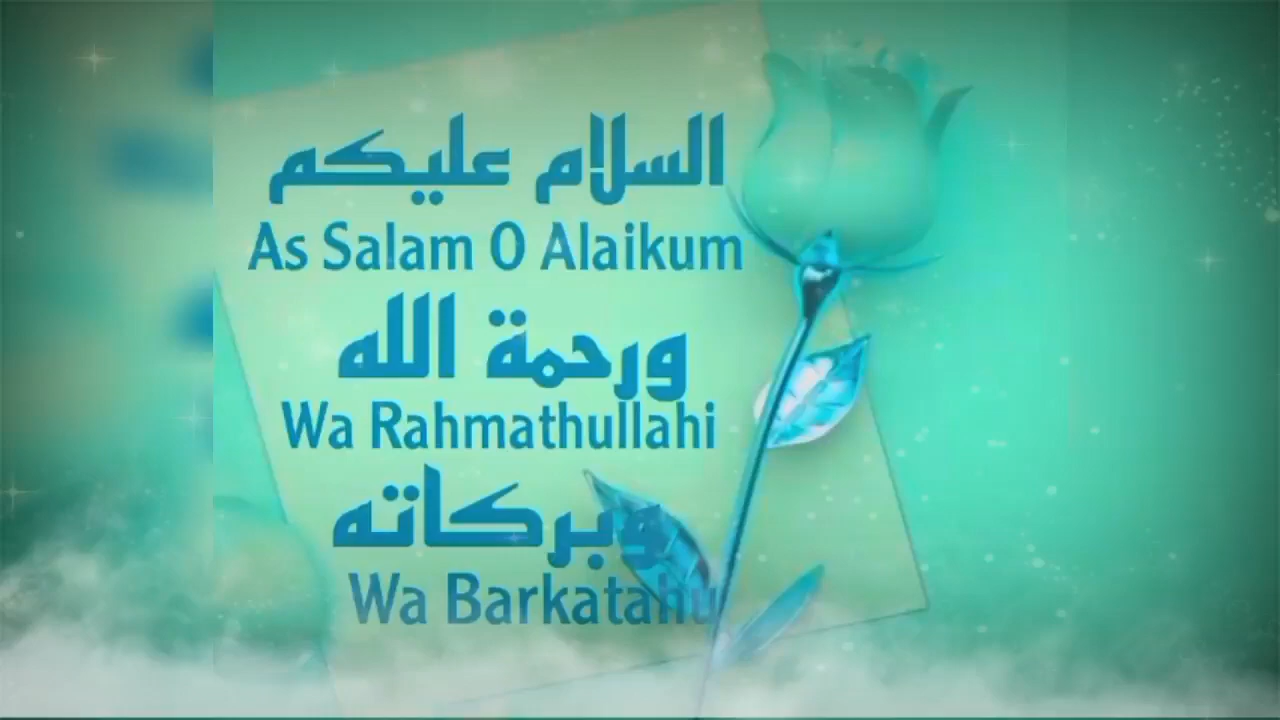 السلام عليكم
As Salam O Alaikum
ورحمة الله
Wa Rahmathullahi
وبركاته
Wa Barkatahu